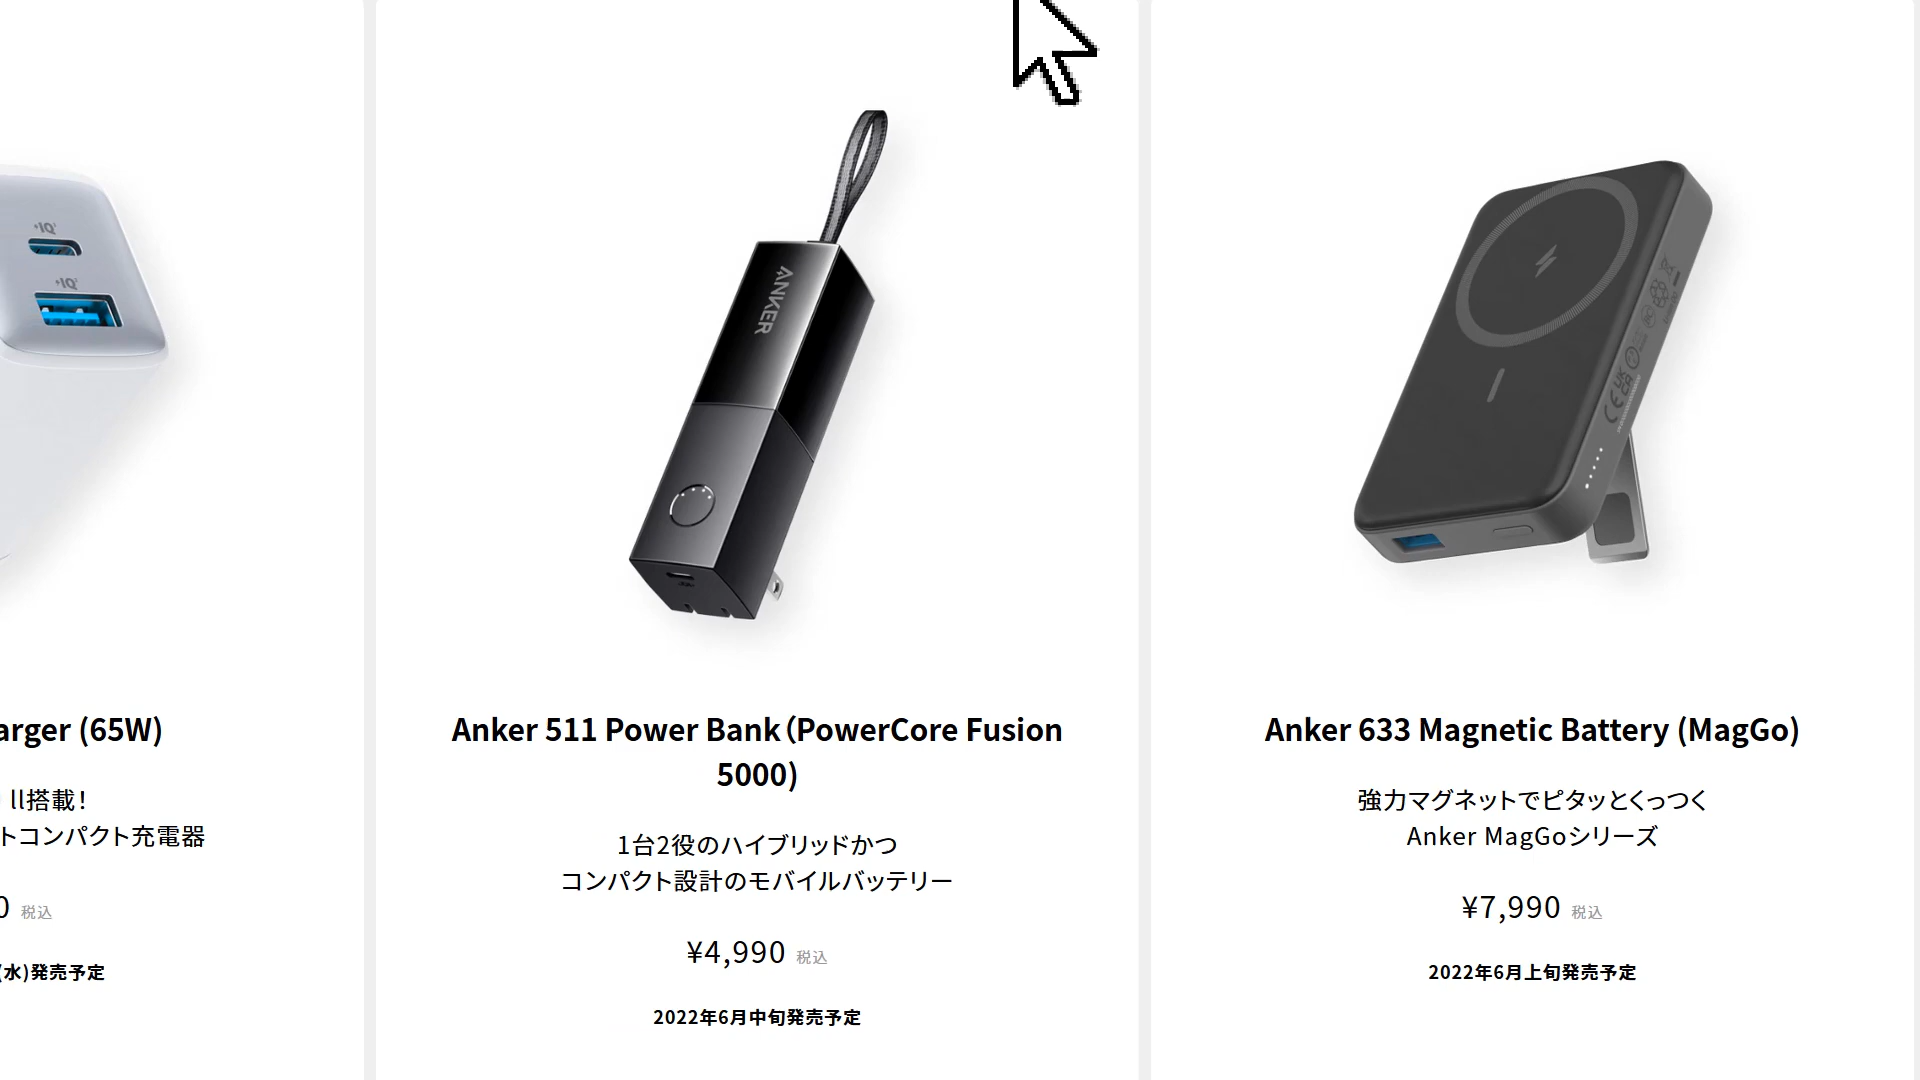 IQ
IQ
arger (65W)
ll搭載！
トコンパクト充電器
0 税込
(水)発売予定
ANKER
Anker 511 Power Bank（PowerCore Fusion
5000)
1台2役のハイブリッドかつ
コンパクト設計のモバイルバッテリー
¥4,990 税込
2022年6月中旬発売予定
Anker 633 Magnetic Battery (MagGo)
強力マグネットでピタッとくっつく
Anker MagGoシリーズ
¥7,990 税込
2022年6月上旬発売予定
UK
CA
CE